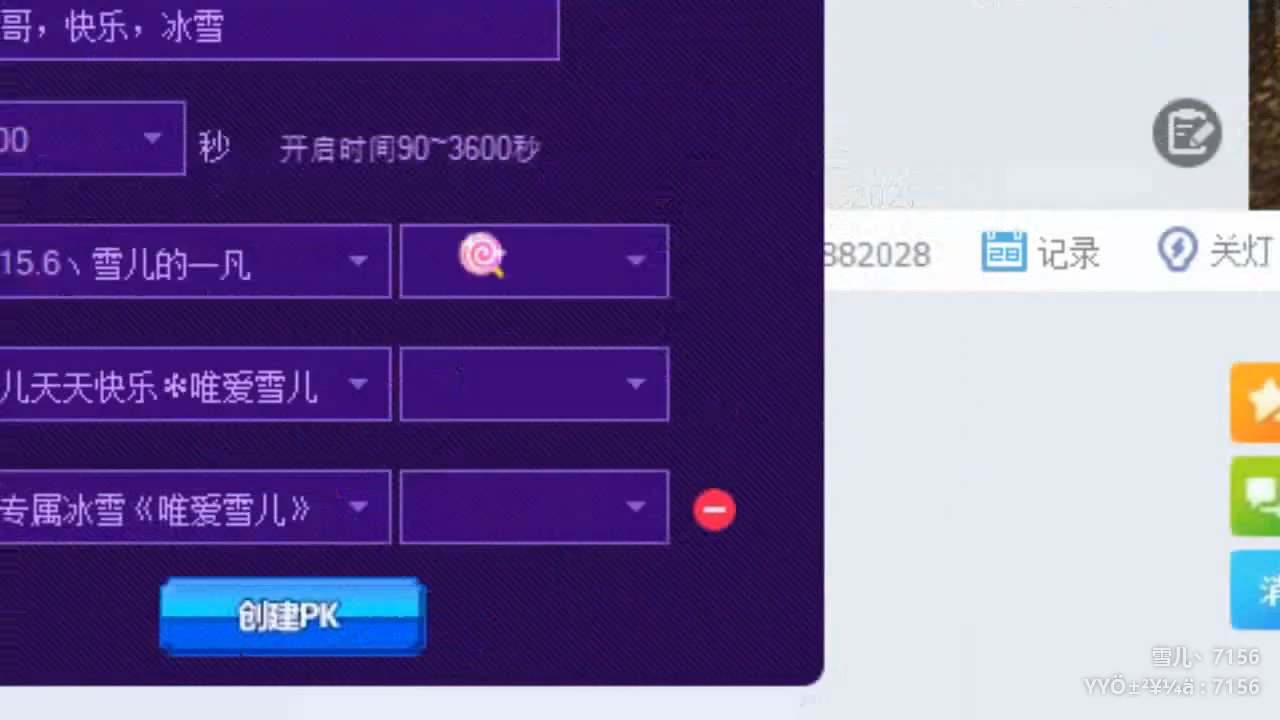 哥，快乐，冰雪
00
秒
开启时间90~3600秒
15.6丶雪儿的一凡
882028
28
记录
关灯
儿天天快乐✻唯爱雪儿
专属冰雪《唯爱雪儿》
创建PK
雪儿丶7156
YYÖ±²¥¼ä : 7156